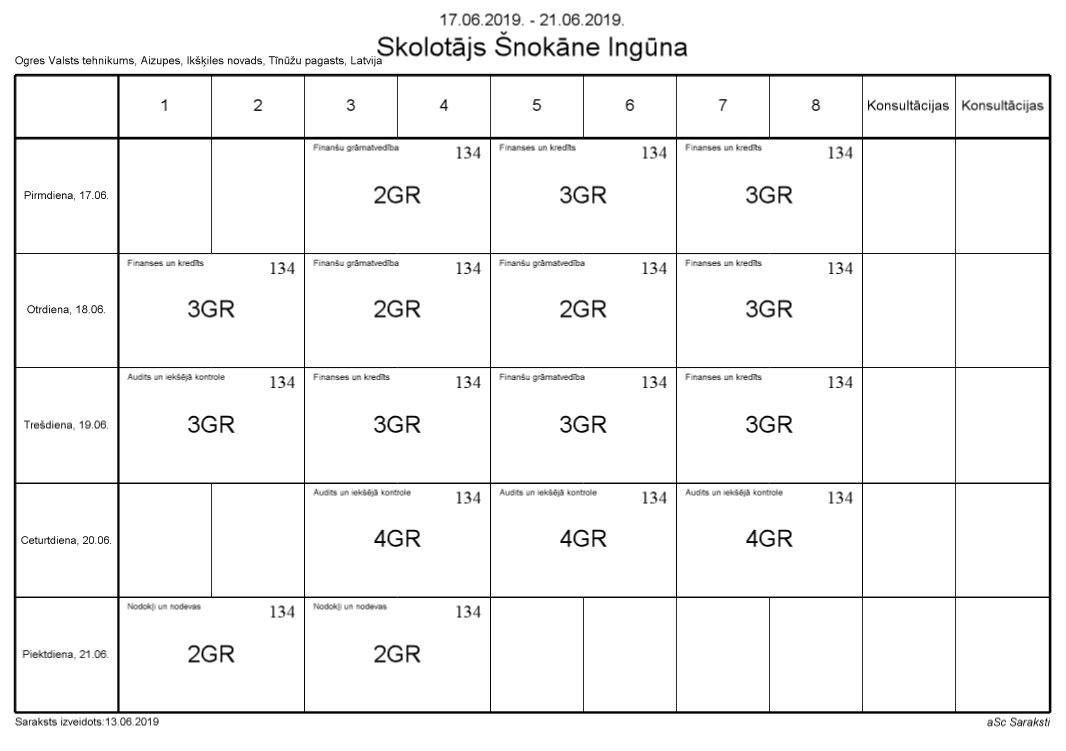 17.06.2019. - 21.06.2019.
Skolotājs Šnokāne Ingūna
Ogres Valsts tehnikums, Aizupes, Ikšķiles novads, Tīnūžu pagasts, Latvija
1 2 3 4 5 6 7 8 Konsultācijas Konsultācijas
Finanšu grāmatvedība 134 Finanses un kredīts 134 Finanses un kredīts 134
Pirmdiena, 17.06. 2GR 3GR 3GR
Finanses un kredīts 134 Finanšu grāmatvedība 134 Finanšu grāmatvedība 134 Finanses un kredīts 134
Otrdiena, 18.06. 3GR 2GR 2GR 3GR
Audits un iekšējā kontrole 134 Finanses un kredīts 134 Finanšu grāmatvedība 134 Finanses un kredīts 134
Trešdiena, 19.06. 3GR 3GR 3GR 3GR
Audits un iekšējā kontrole 134 Audits un iekšējā kontrole 134 Audits un iekšējā kontrole 134
Ceturtdiena, 20.06. 4GR 4GR 4GR
Nodokļi un nodevas 134 Nodokļi un nodevas 134
Piektdiena, 21.06. 2GR 2GR
Saraksts izveidots:13.06.2019 aSc Saraksti